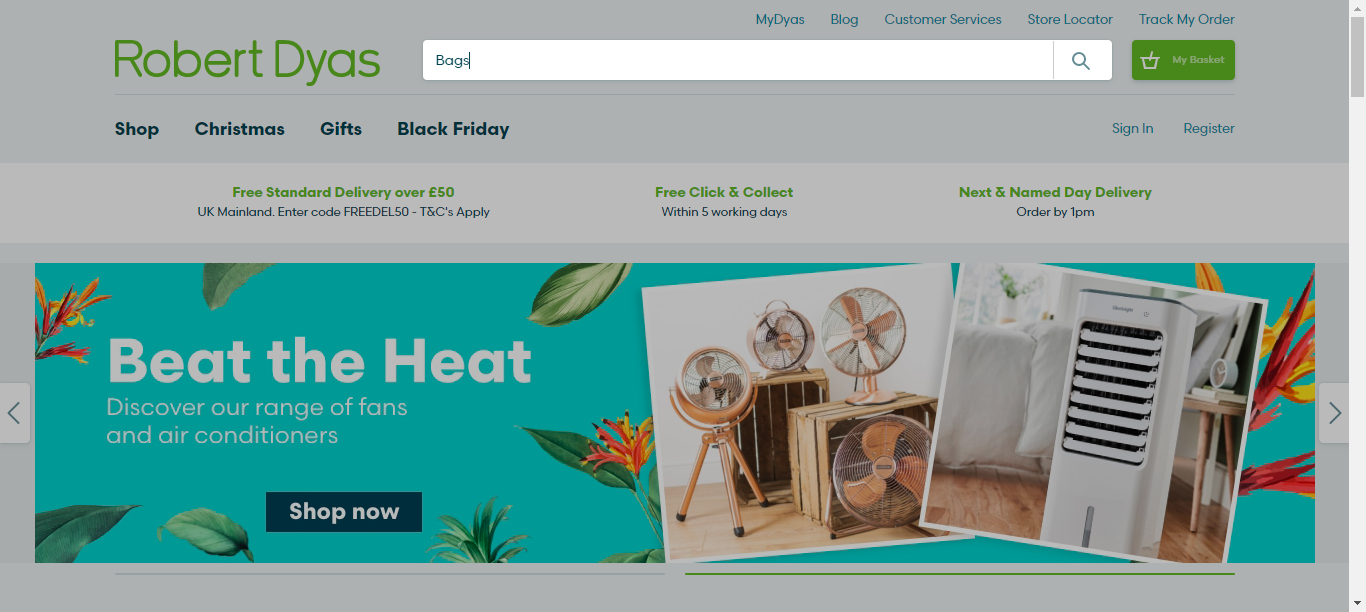 MyDyas Blog Customer Services Store Locator Track My Order
Robert Dyas
Bags
My Basket
Shop Christmas Gifts Black Friday
Sign In Register
Free Standard Delivery over £50
UK Mainland. Enter code FREEDEL50 - T&C's Apply
Free Click & Collect
Within 5 working days
Next & Named Day Delivery
Order by 1pm
Beat the Heat
Discover our range of fans
and air conditioners
Shop now